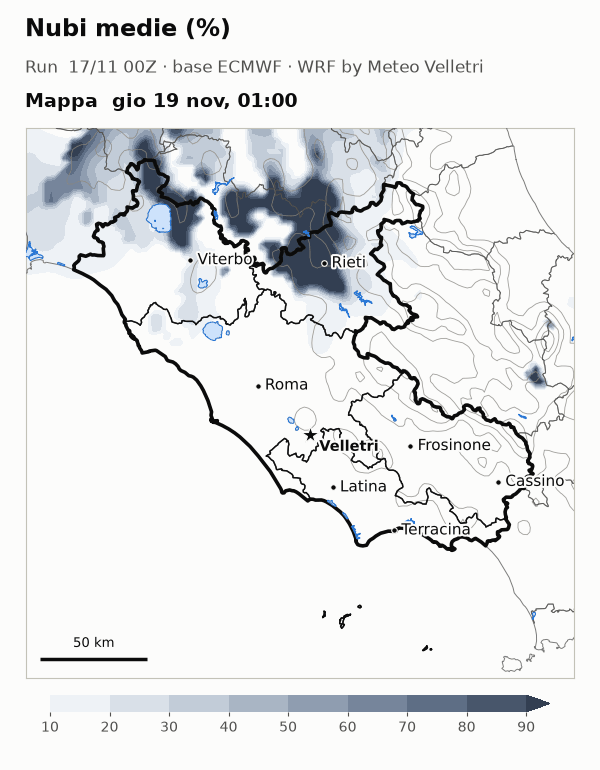 Nubi medie (%)
Run 17/11 00Z · base ECMWF · WRF by Meteo Velletri
Mappa gio 19 nov, 01:00
Viterbo
Rieti
Roma
Velletri
Frosinone
Latina
Cassino
Terracina
50 km
10 20 30 40 50 60 70 80 90